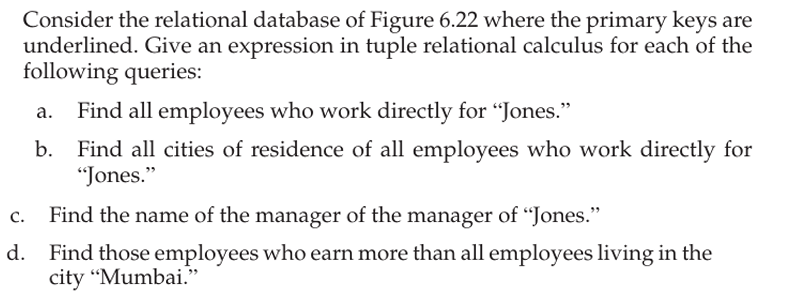 Consider the relational database of Figure 6.22 where the primary keys are
underlined. Give an expression in tuple relational calculus for each of the
following queries:
a. Find all employees who work directly for “Jones.”
b. Find all cities of residence of all employees who work directly for
“Jones.”
c. Find the name of the manager of the manager of “Jones.”
d. Find those employees who earn more than all employees living in the
city “Mumbai.”